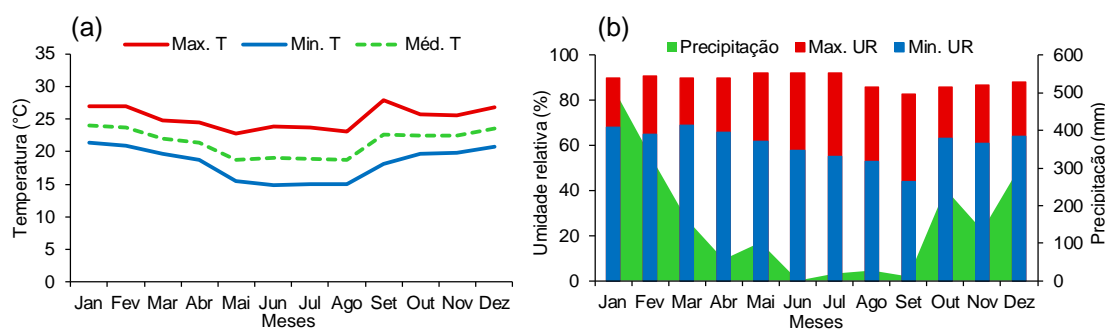 (a)
Max. T Min. T Méd. T
Temperatura (°C)
35
30
25
20
15
10
5
0
Jan Fev Mar Abr Mai Jun Jul Ago Set Out Nov Dez
Meses
(b)
Precipitação Max. UR Min. UR
Umidade relativa (%)
100
80
60
40
20
0
600
500
400
300
200
100
0
Precipitação (mm)
Jan Fev Mar Abr Mai Jun Jul Ago Set Out Nov Dez
Meses